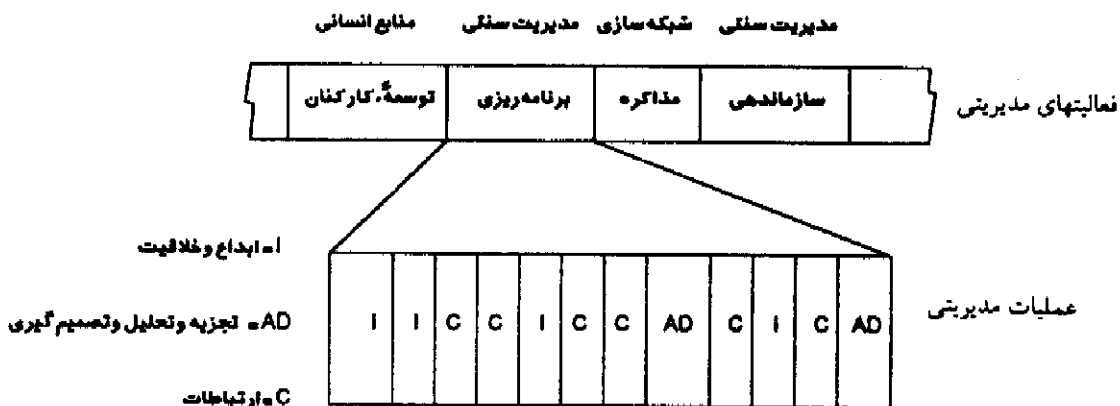 مدیریت سنتی شبکه سازی مدیریت سنتی منابع انسانی
فعالیتهای مدیریتی
سازماندهی مذاکره برنامه ریزی توسعهٔ کارکنان
I= ابداع و خلاقیت
عملیات مدیریتی
I I C C I C C AD C I C AD
AD= تجزیه و تحلیل و تصمیم گیری
C= ارتباطات